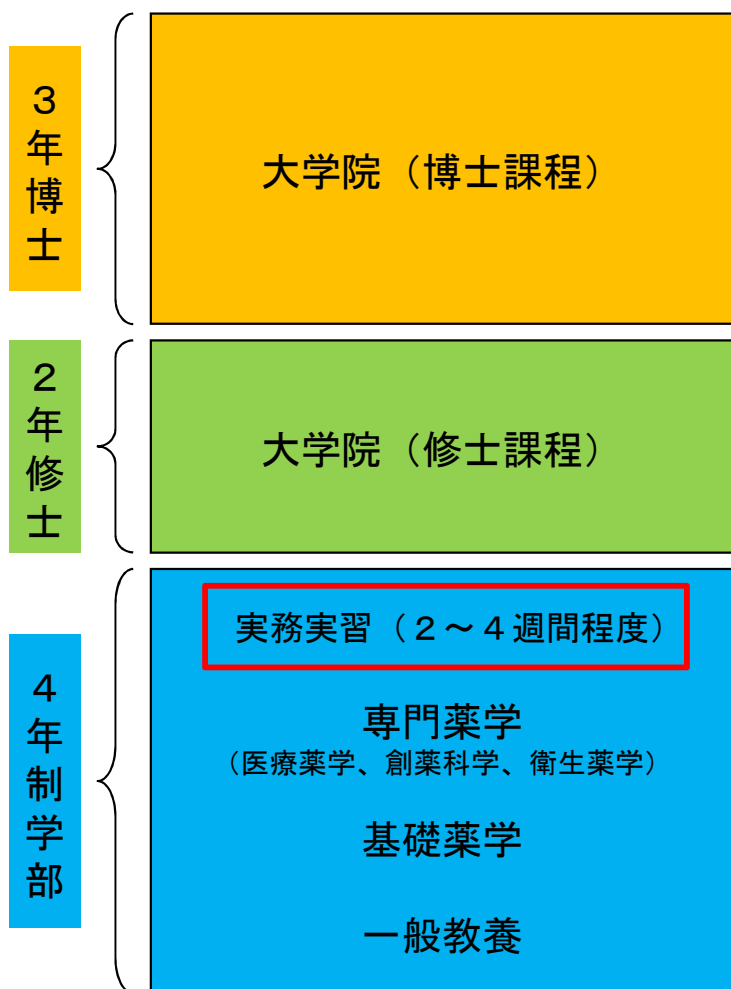 3年博士
大学院（博士課程）
2年修士
大学院（修士課程）
4年制学部
実務実習（２～４週間程度）
専門薬学
（医療薬学、創薬科学、衛生薬学）
基礎薬学
一般教養